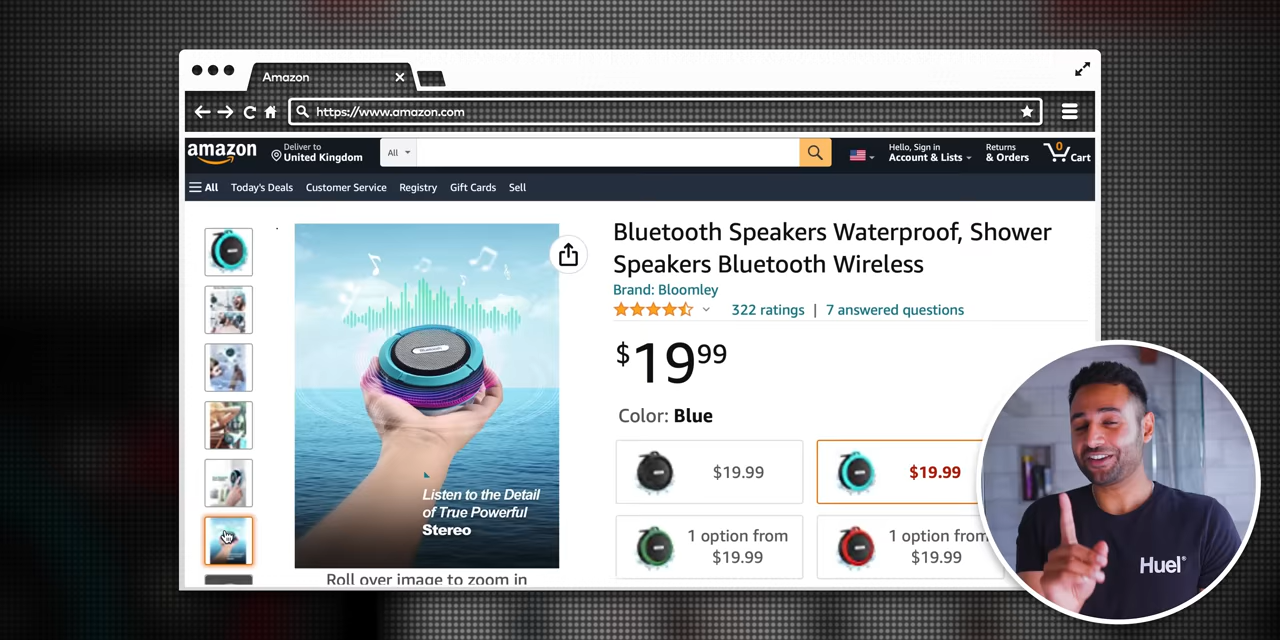 Amazon
https://www.amazon.com
amazon
Deliver to
United Kingdom
All
Hello, Sign in
Account & Lists
Returns
& Orders
0
Cart
All
Today's Deals
Customer Service
Registry
Gift Cards
Sell
Bluetooth Speakers Waterproof, Shower
Speakers Bluetooth Wireless
Brand: Bloomley
322 ratings | 7 answered questions
$19.99
Color: Blue
$19.99
$19.99
1 option from
$19.99
1 option from
$19.99
Listen to the Detail
of True Powerful
Stereo
Roll over image to zoom in
Huel®